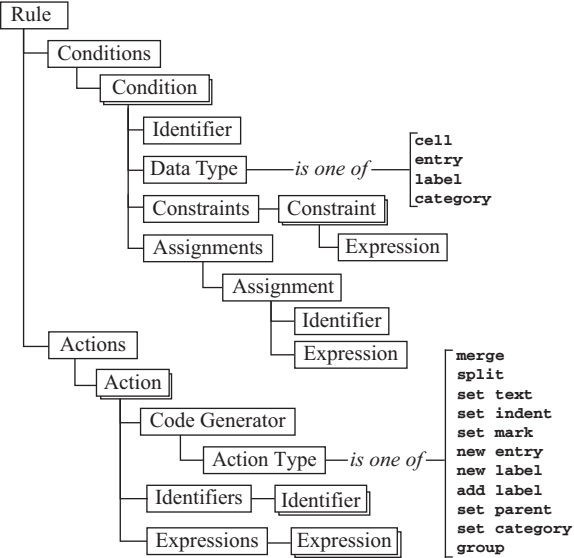 Rule
Conditions
Condition
Identifier
Data Type is one of
cell
entry
label
category
Constraints Constraint
Expression
Assignments
Assignment
Identifier
Expression
Actions
Action
Code Generator
Action Type is one of
merge
split
set text
set indent
set mark
new entry
new label
add label
set parent
set category
group
Identifiers Identifier
Expressions Expression